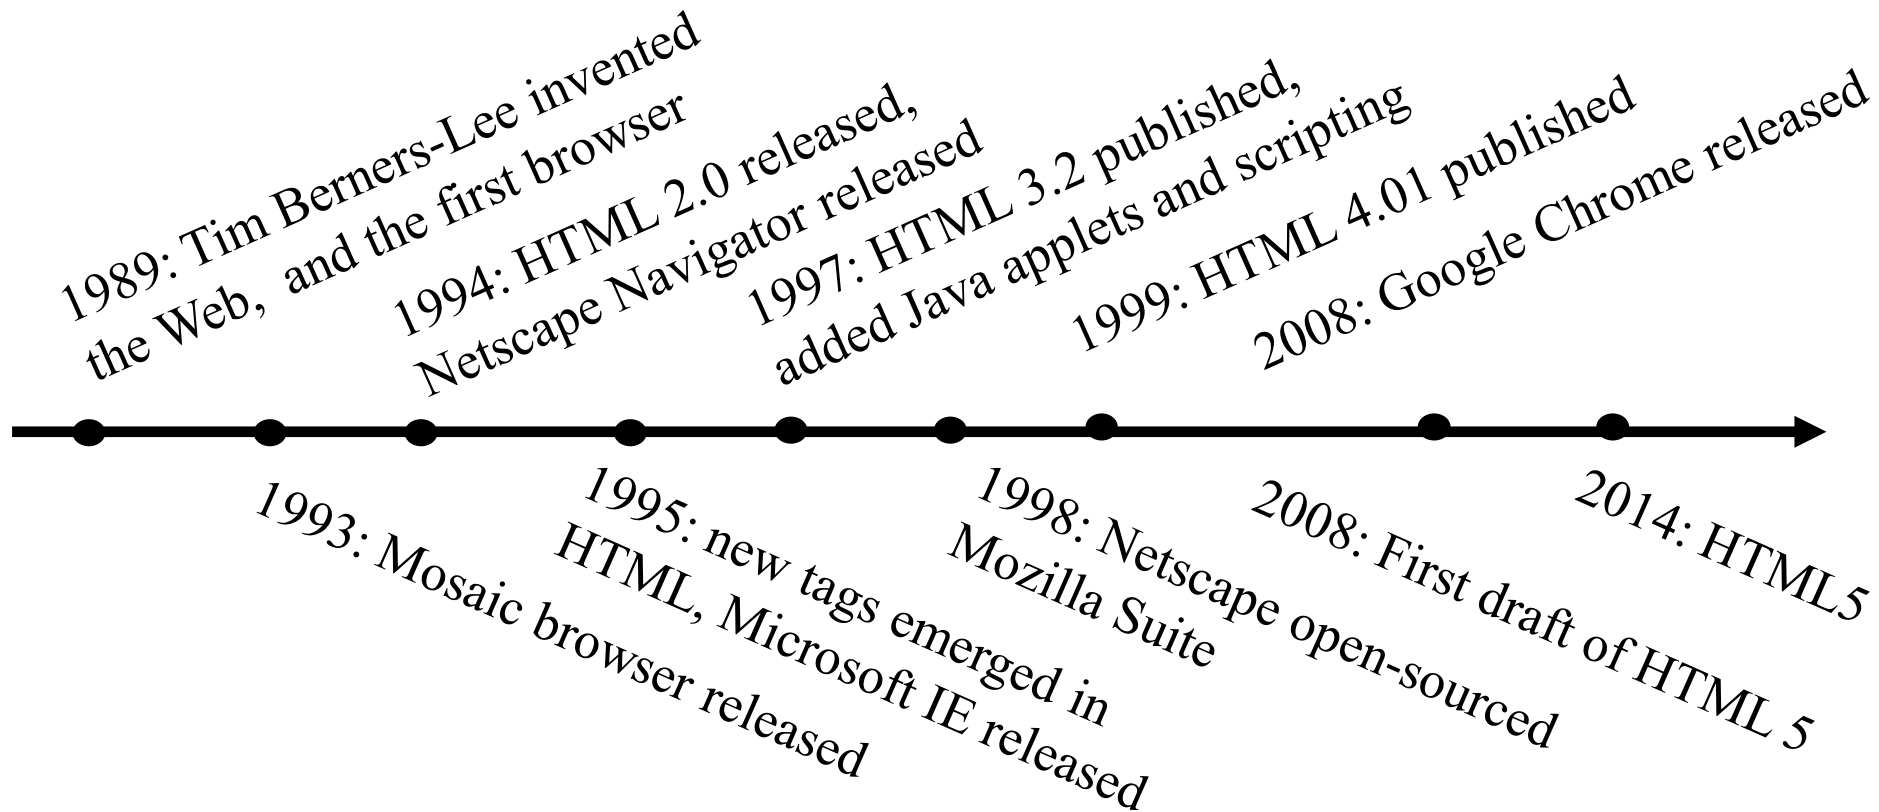 1989: Tim Berners-Lee invented
the Web, and the first browser
1993: Mosaic browser released
1994: HTML 2.0 released,
Netscape Navigator released
1995: new tags emerged in
HTML, Microsoft IE released
1997: HTML 3.2 published,
added Java applets and scripting
1998: Netscape open-sourced
Mozilla Suite
1999: HTML 4.01 published
2008: Google Chrome released
2008: First draft of HTML 5
2014: HTML5